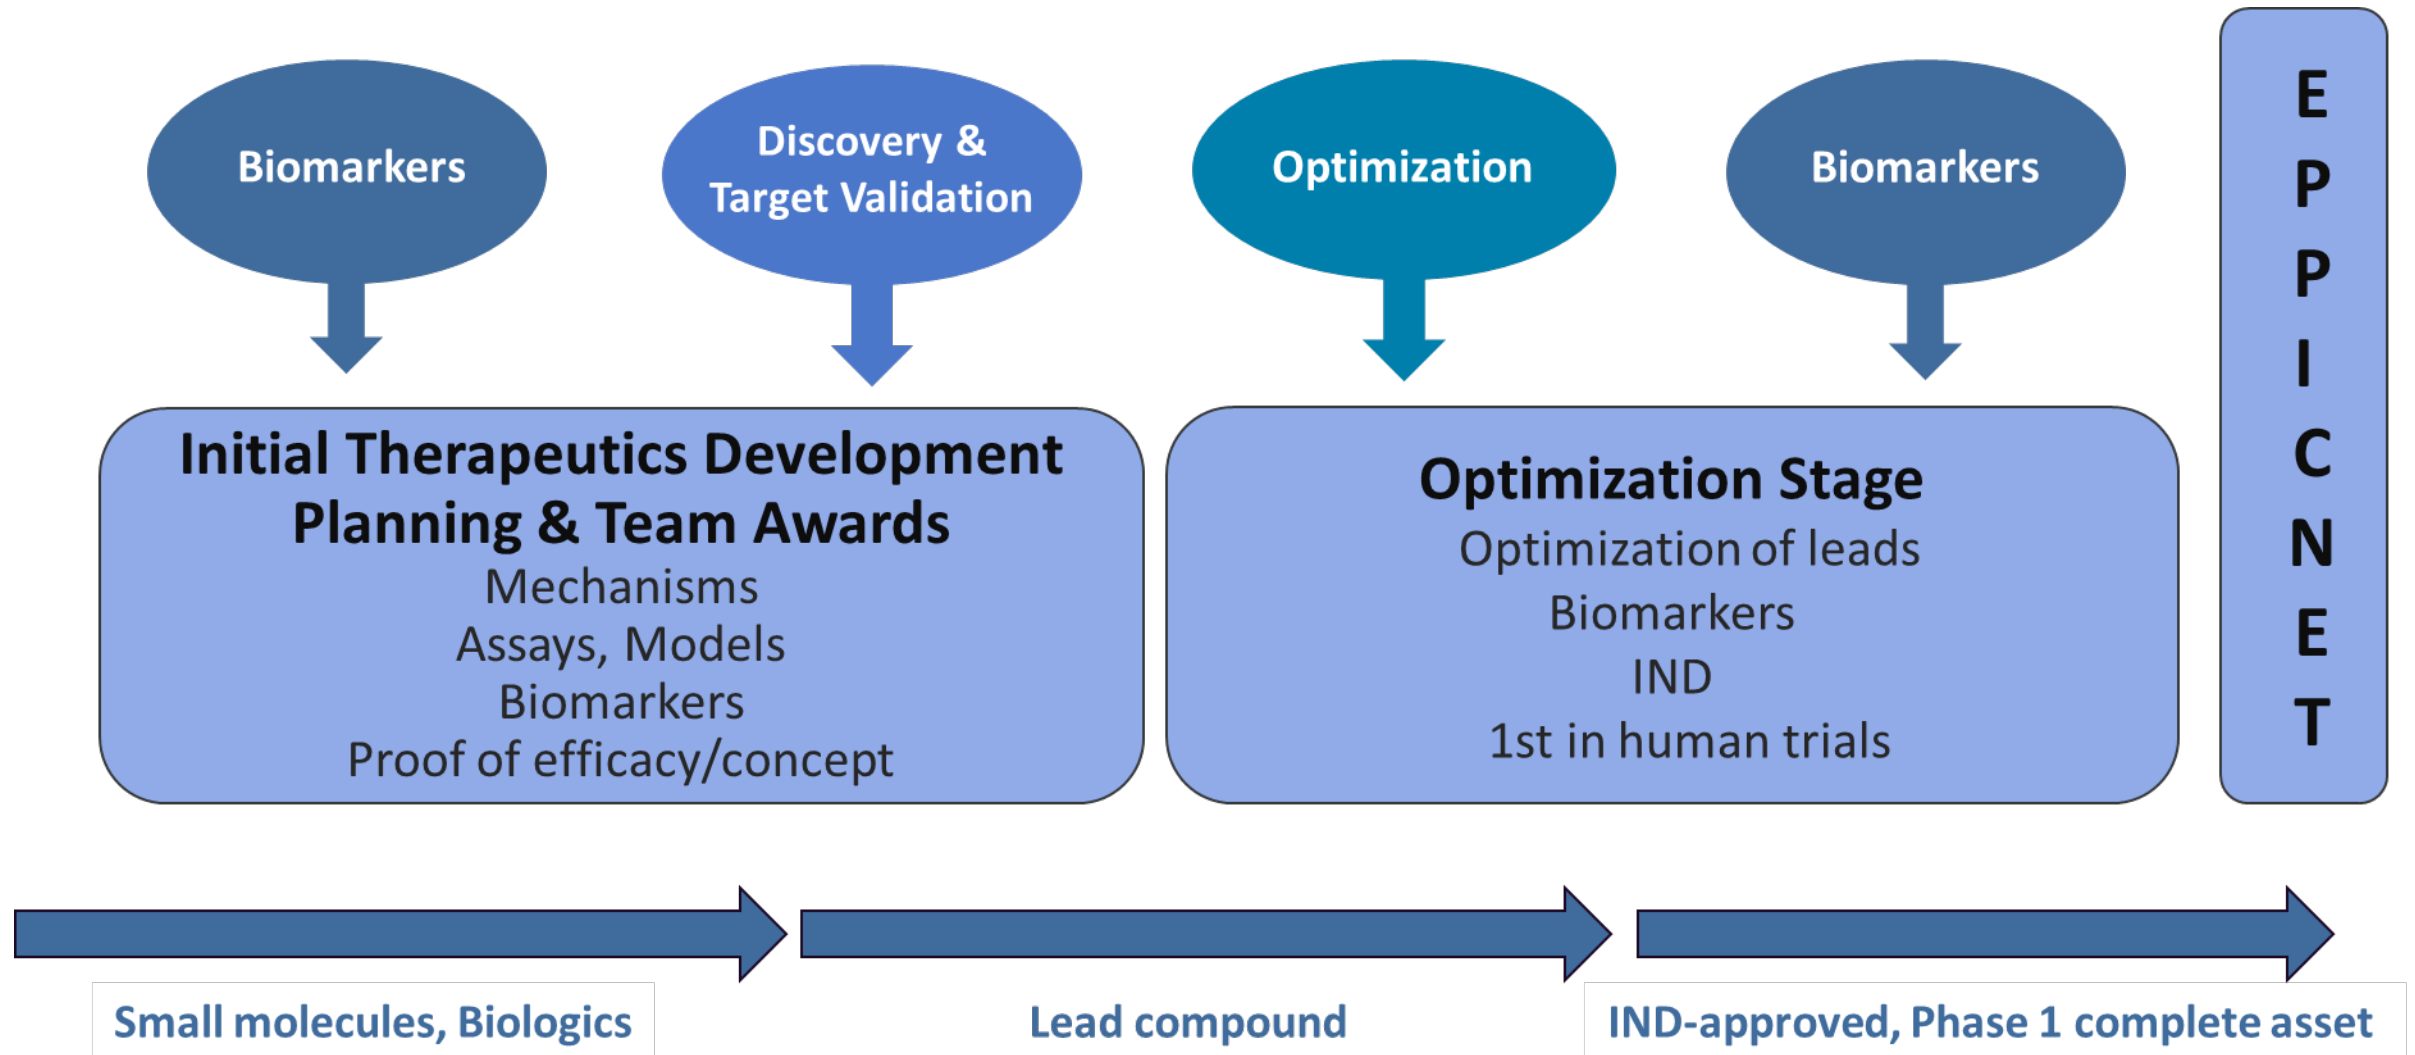 Biomarkers
Discovery &
Target Validation
Optimization
Biomarkers
Initial Therapeutics Development
Planning & Team Awards
Mechanisms
Assays, Models
Biomarkers
Proof of efficacy/concept
Optimization Stage
Optimization of leads
Biomarkers
IND
1st in human trials
E
P
P
I
C
N
E
T
Small molecules, Biologics
Lead compound
IND-approved, Phase 1 complete asset